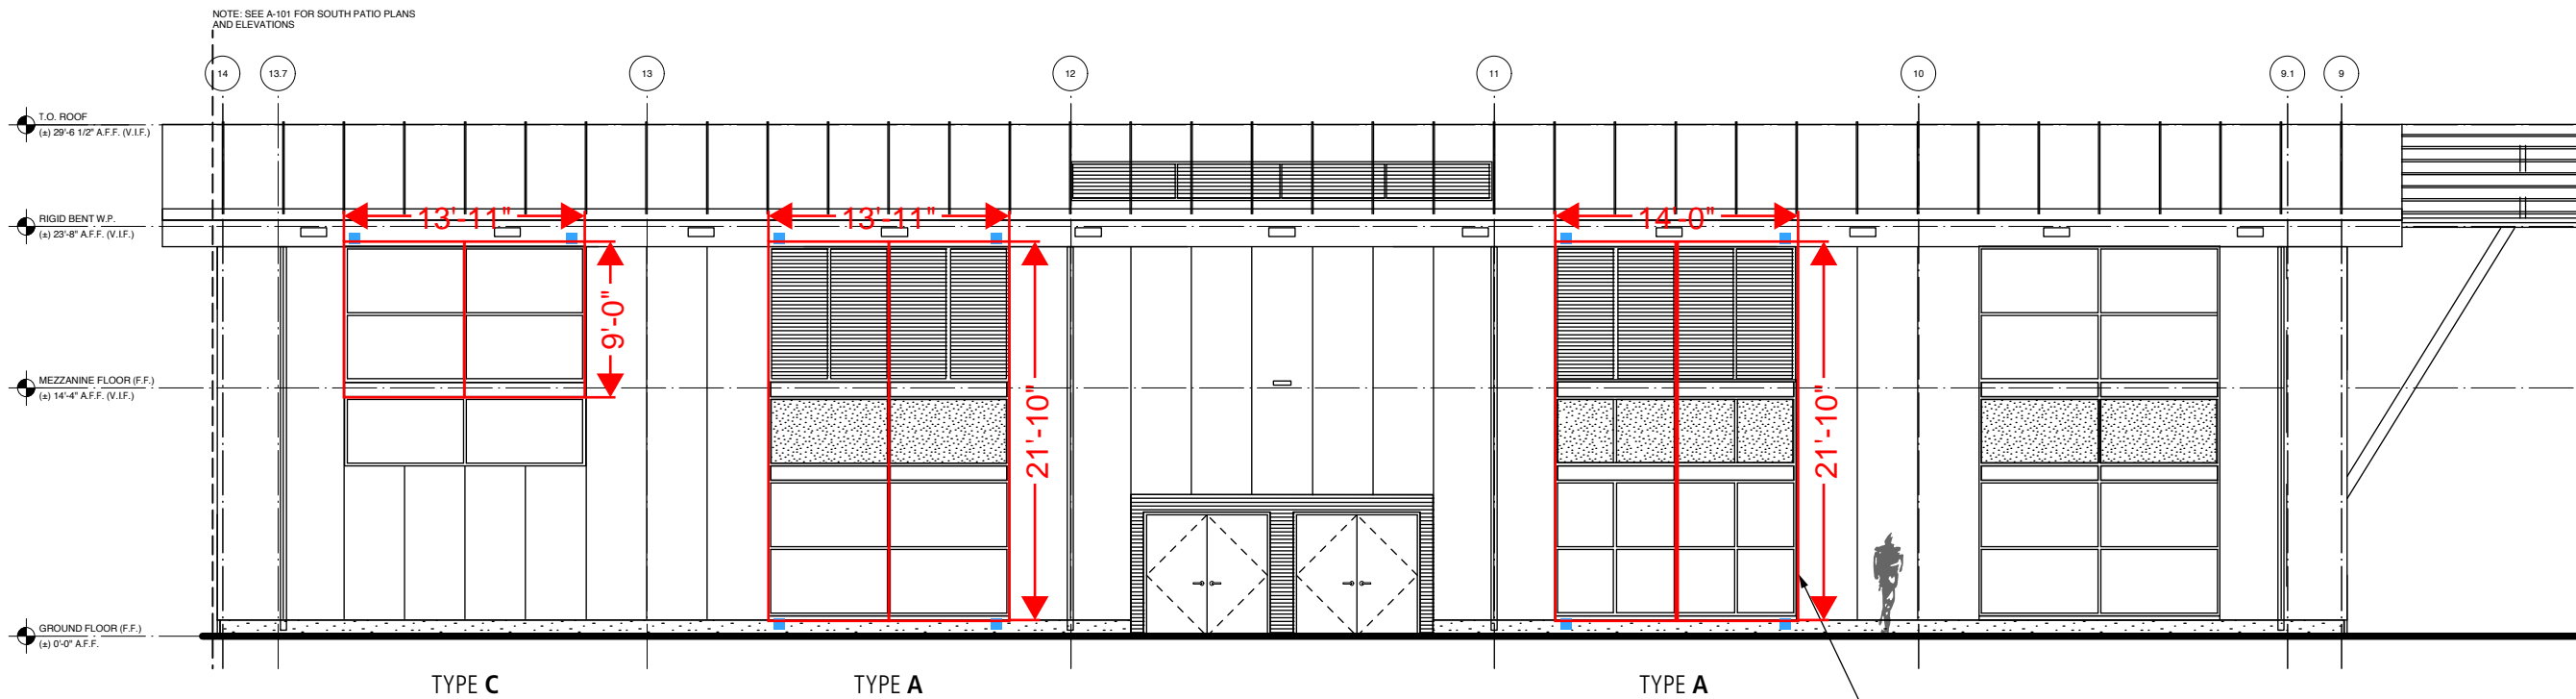 NOTE: SEE A-101 FOR SOUTH PATIO PLANS
AND ELEVATIONS
14
13.7
13
12
11
10
9.1
9
T.O. ROOF
(±) 29'-6 1/2" A.F.F. (V.I.F.)
RIGID BENT W.P.
(±) 23'-8" A.F.F. (V.I.F.)
13'-11"
13'-11"
14'-0"
9'-0"
21'-10"
21'-10"
MEZZANINE FLOOR (F.F.)
(±) 14'-4" A.F.F. (V.I.F.)
GROUND FLOOR (F.F.)
(±) 0'-0" A.F.F.
TYPE C
TYPE A
TYPE A